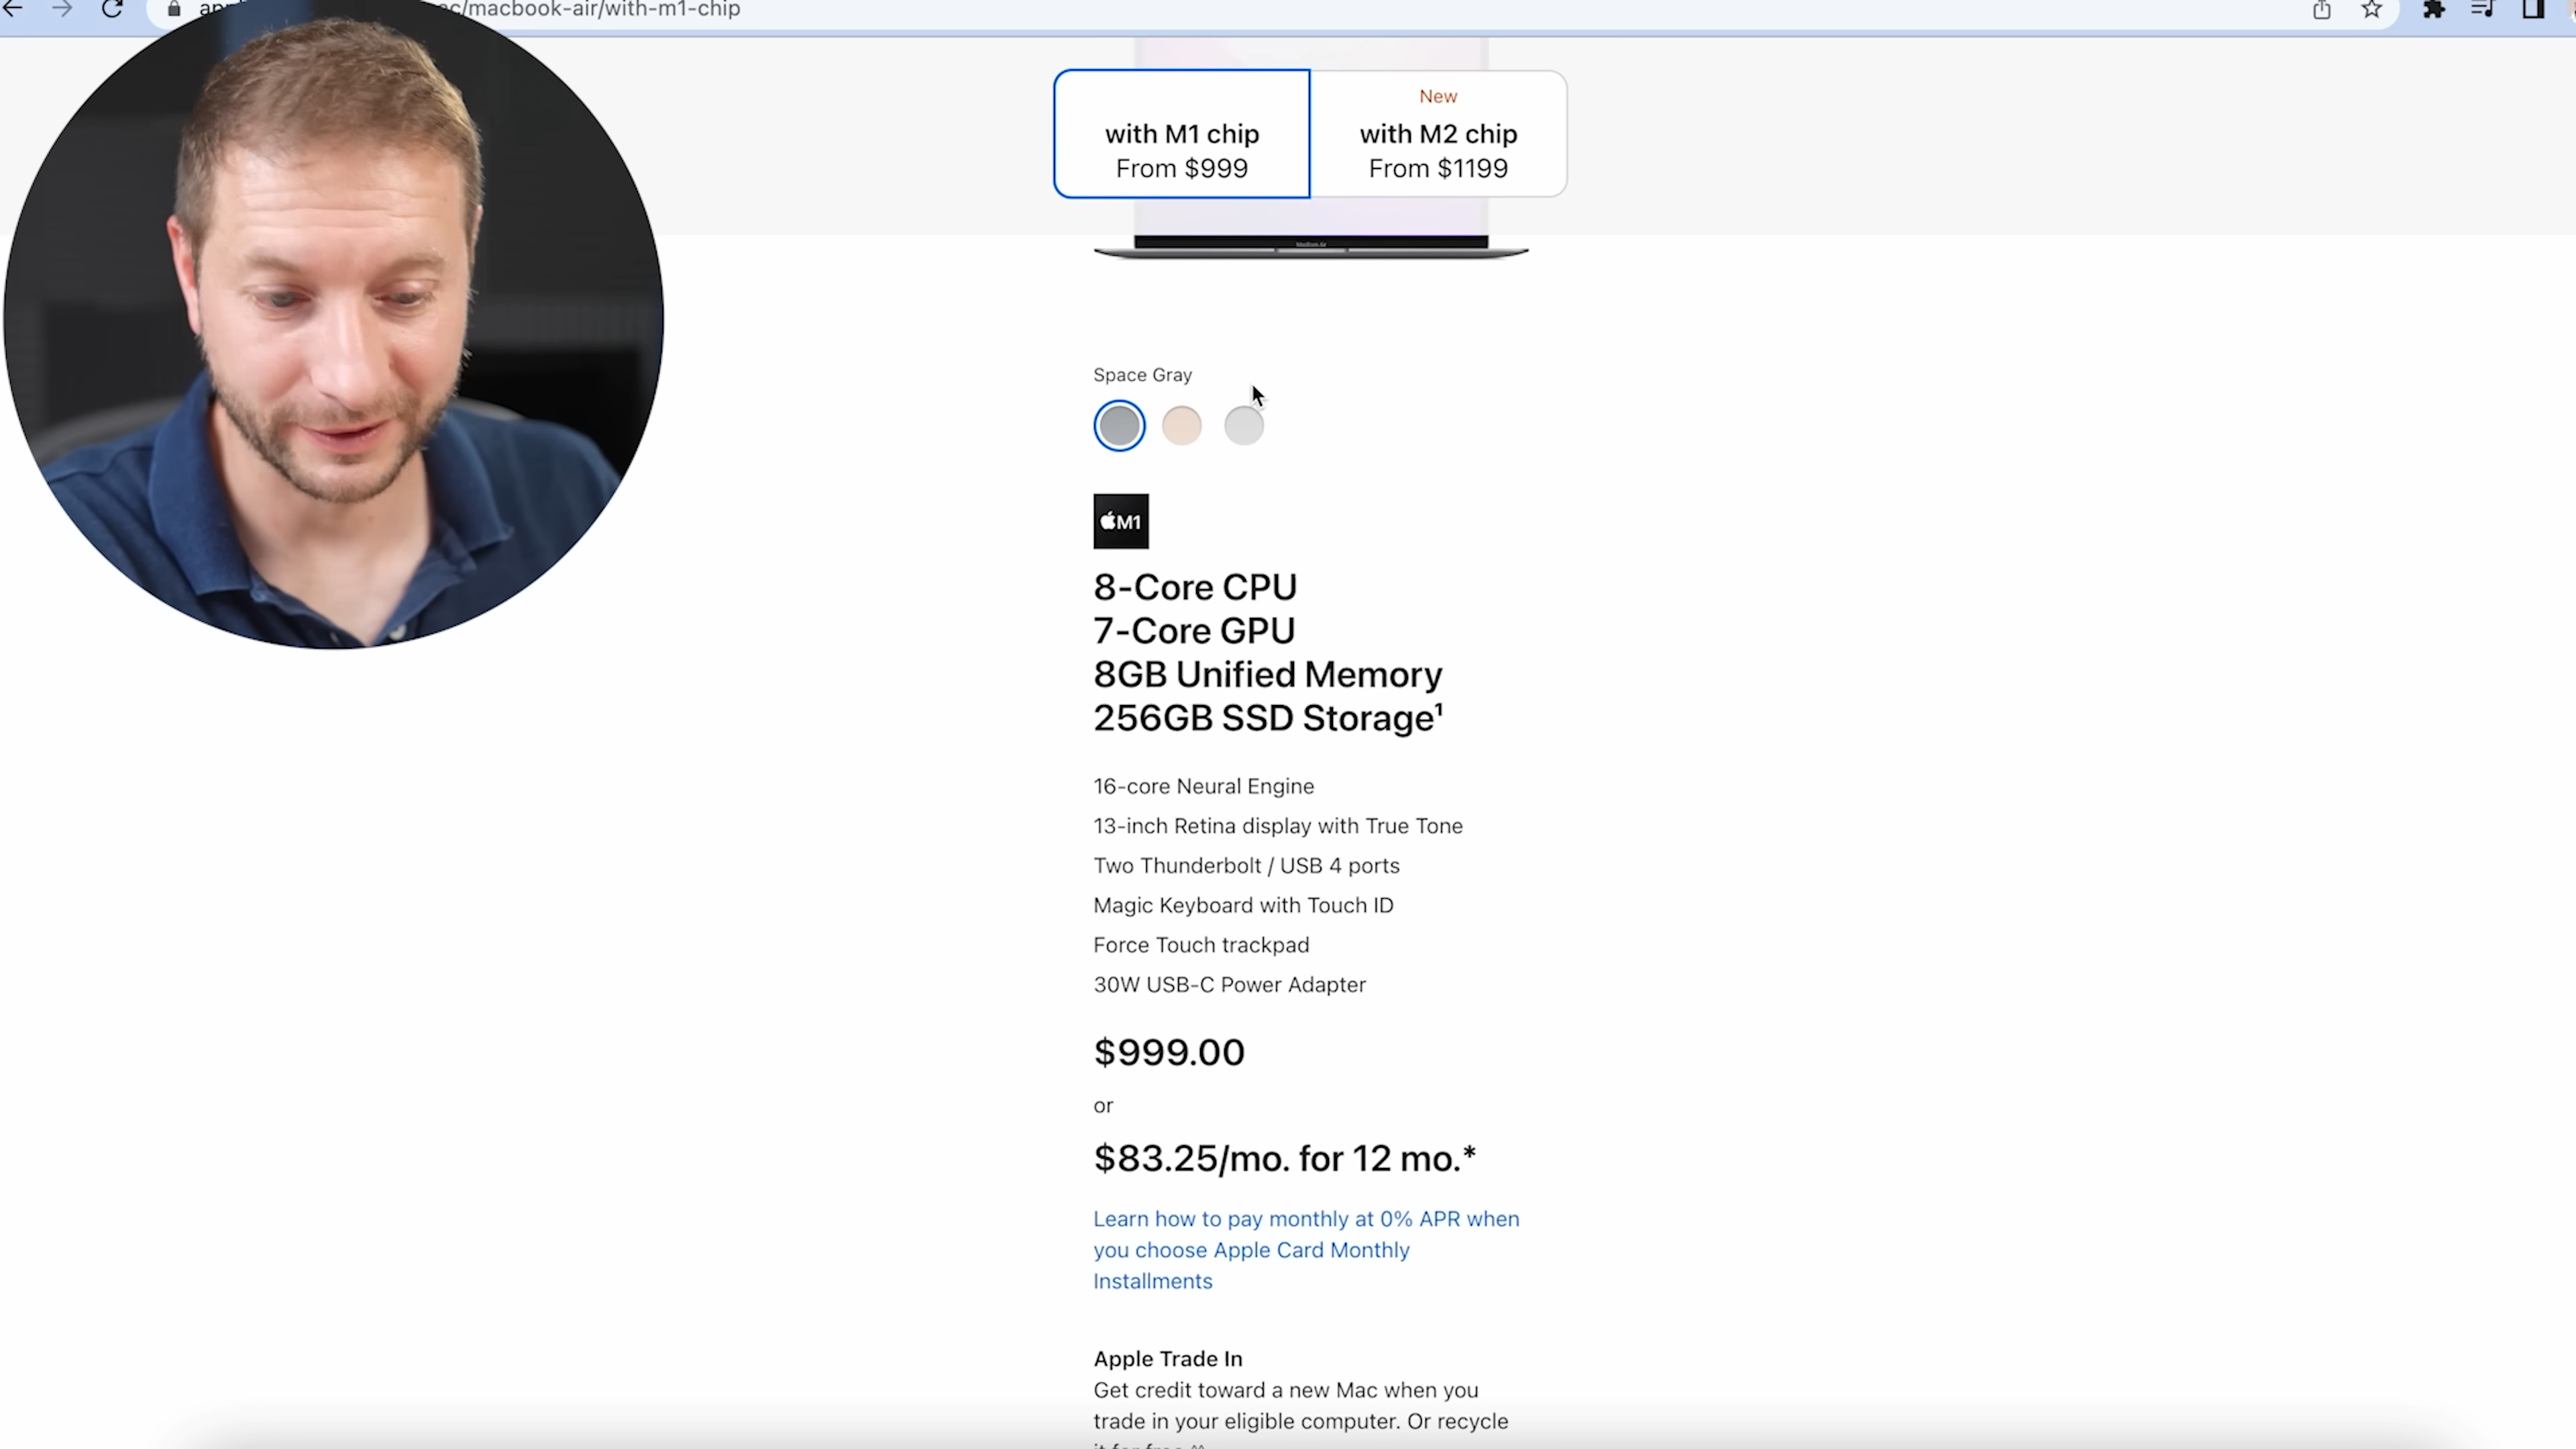 c/macbook-air/with-m1-chip
New
with M1 chip
with M2 chip
From $999
From $1199
MacBook Air
Space Gray
M1
8-Core CPU
7-Core GPU
8GB Unified Memory
256GB SSD Storage¹
16-core Neural Engine
13-inch Retina display with True Tone
Two Thunderbolt / USB 4 ports
Magic Keyboard with Touch ID
Force Touch trackpad
30W USB-C Power Adapter
$999.00
or
$83.25/mo. for 12 mo.*
Learn how to pay monthly at 0% APR when
you choose Apple Card Monthly
Installments
Apple Trade In
Get credit toward a new Mac when you
trade in your eligible computer. Or recycle